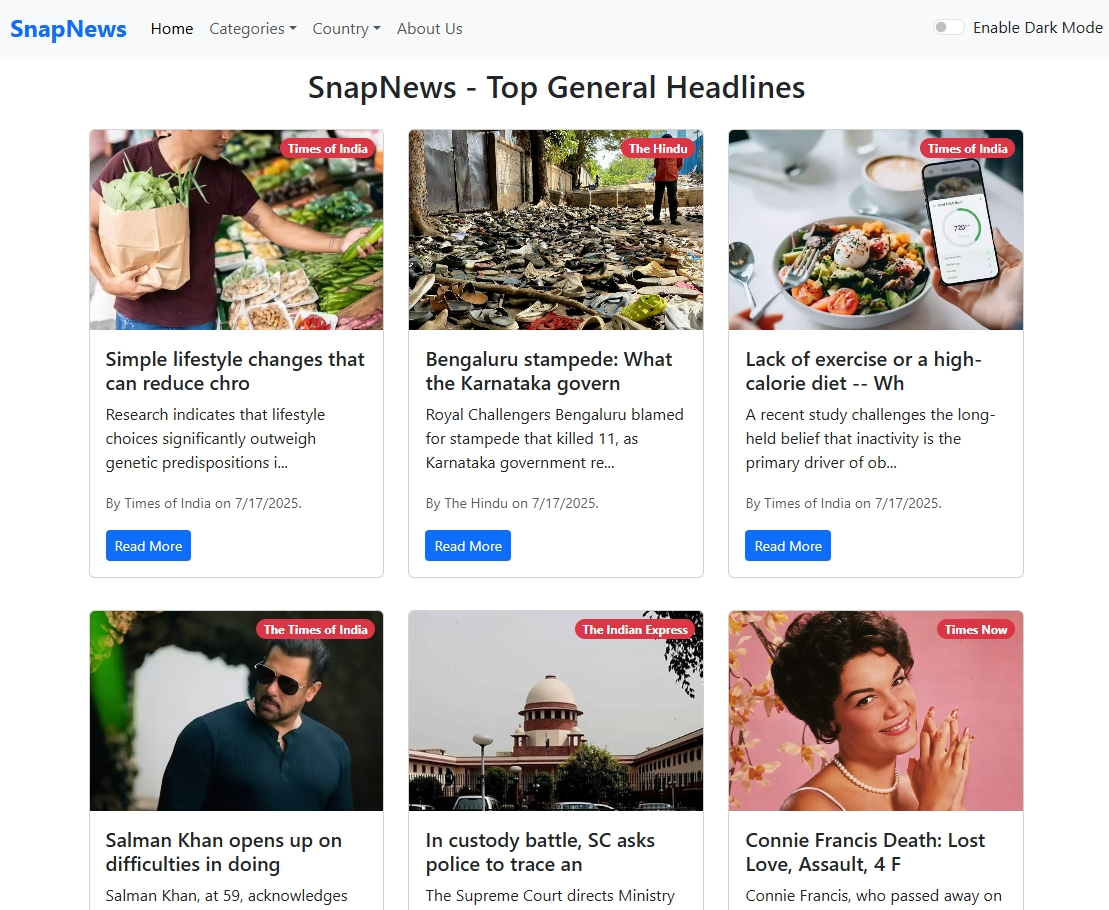 SnapNews Home Categories Country About Us Enable Dark Mode
SnapNews - Top General Headlines
Times of India
Simple lifestyle changes that
can reduce chro
Research indicates that lifestyle
choices significantly outweigh
genetic predispositions i...
By Times of India on 7/17/2025.
Read More
The Hindu
Bengaluru stampede: What
the Karnataka govern
Royal Challengers Bengaluru blamed
for stampede that killed 11, as
Karnataka government re...
By The Hindu on 7/17/2025.
Read More
Times of India
720
Lack of exercise or a high-
calorie diet -- Wh
A recent study challenges the long-
held belief that inactivity is the
primary driver of ob...
By Times of India on 7/17/2025.
Read More
The Times of India
Salman Khan opens up on
difficulties in doing
Salman Khan, at 59, acknowledges
The Indian Express
In custody battle, SC asks
police to trace an
The Supreme Court directs Ministry
Times Now
Connie Francis Death: Lost
Love, Assault, 4 F
Connie Francis, who passed away on